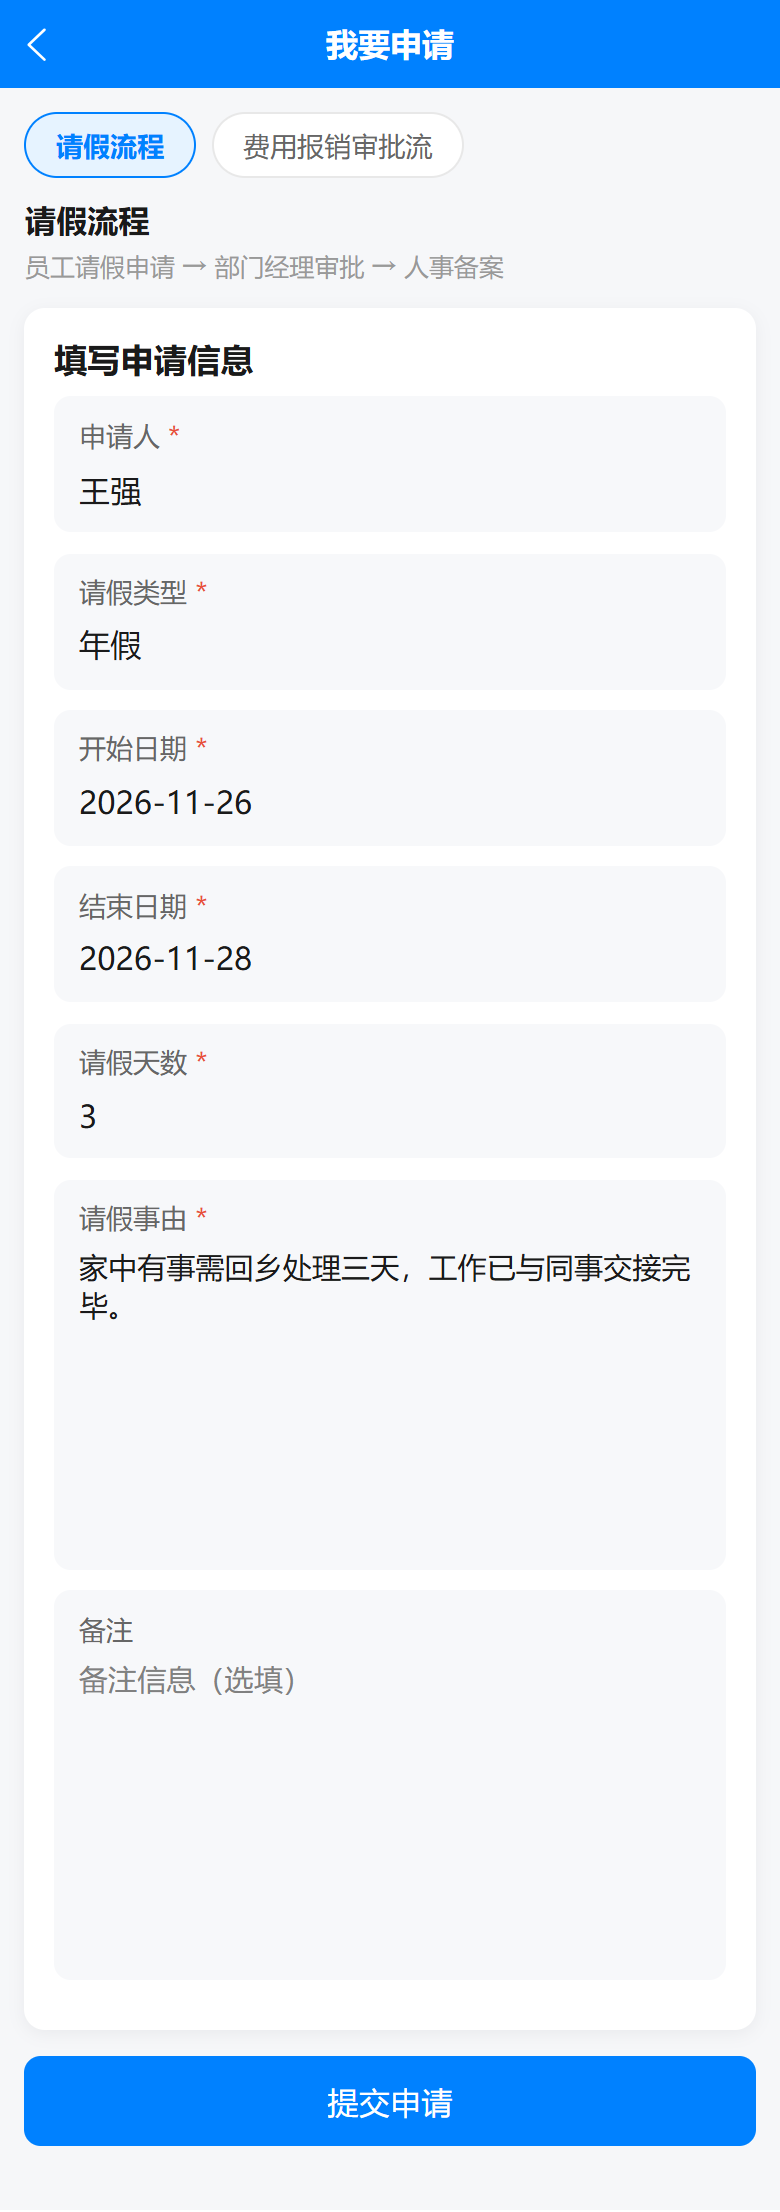 我要申请
请假流程
费用报销审批流
请假流程
员工请假申请 → 部门经理审批 → 人事备案
填写申请信息
申请人 *
王强
请假类型 *
年假
开始日期 *
2026-11-26
结束日期 *
2026-11-28
请假天数 *
3
请假事由 *
家中有事需回乡处理三天，工作已与同事交接完
毕。
备注
备注信息（选填）
提交申请